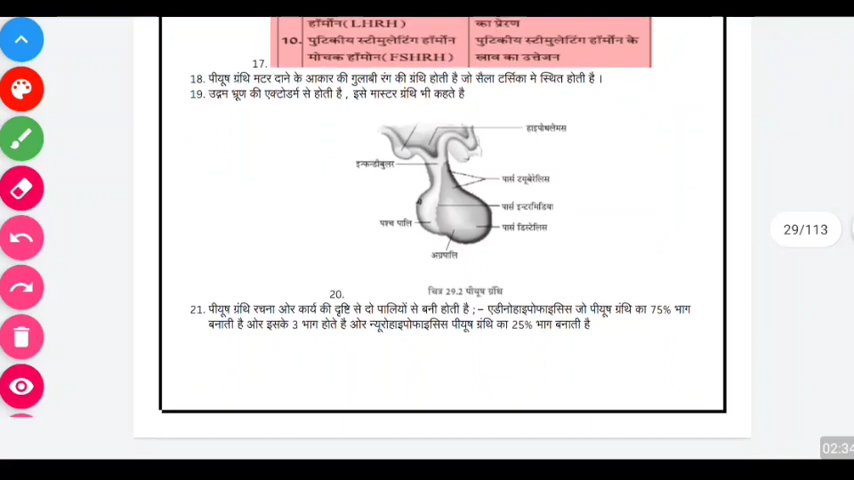 हॉर्मोन(LHRH) का प्रेरण
10. पुटिकीय स्टीमुलेटिंग हॉर्मोन पुटिकीय स्टीमुलेटिंग हॉर्मोन के
मोचक हॉमोन(FSHRH) स्राव का उत्तेजन
17.
18. पीयूष ग्रंथि मटर दाने के आकार की गुलाबी रंग की ग्रंथि होती है जो सैला टर्सिका मे स्थित होती है ।
19. उद्गम भ्रूण की एक्टोडर्म से होती है , इसे मास्टर ग्रंथि भी कहते है
हाइपोथलेमस
इन्फन्डीबुलर
पार्स ट्यूबेरेलिस
पार्स इन्टरमिडिया
पश्च पालि
पार्स डिस्टेलिस
अग्रपालि
चित्र 29.2 पीयूष ग्रंथि
20.
21. पीयूष ग्रंथि रचना ओर कार्य की दृष्टि से दो पालियों से बनी होती है ; – एडीनोहाइपोफाइसिस जो पीयूष ग्रंथि का 75% भाग
बनाती है ओर इसके 3 भाग होते है ओर न्यूरोहाइपोफाइसिस पीयूष ग्रंथि का 25% भाग बनाती है
29/113
02:34